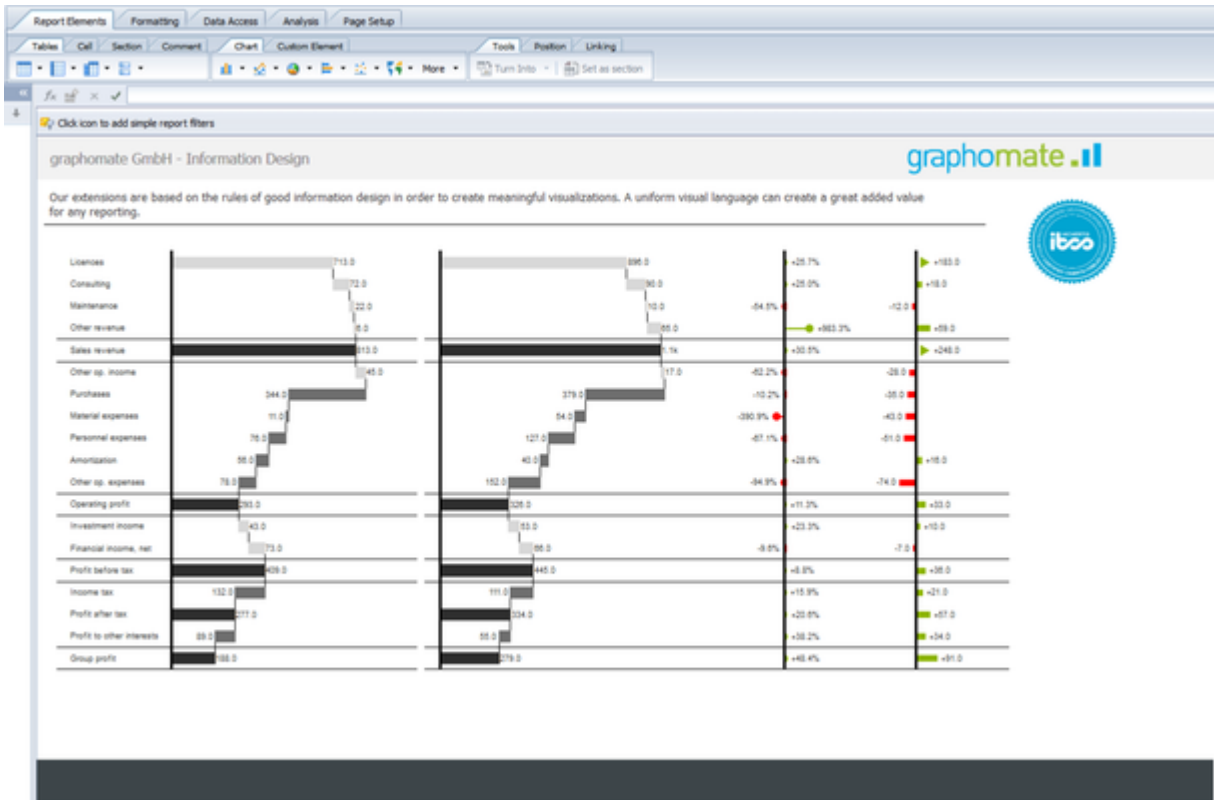 Report Elements Formatting Data Access Analysis Page Setup
Tables Cell Section Comment Chart Custom Element Tools Position Linking
More Turn Into Set as section
Click icon to add simple report filters
graphomate GmbH - Information Design
graphomate
Our extensions are based on the rules of good information design in order to create meaningful visualizations. A uniform visual language can create a great added value
for any reporting.
ibco
Licences 713.0 896.0 +25.7% +183.0
Consulting 72.0 90.0 +25.0% +18.0
Maintenance 22.0 10.0 -54.5% -12.0
Other revenue 6.0 65.0 +983.3% +59.0
Sales revenue 813.0 1.1k +30.5% +248.0
Other op. income 45.0 17.0 -62.2% -28.0
Purchases 344.0 379.0 -10.2% -35.0
Material expenses 11.0 54.0 -390.9% -43.0
Personnel expenses 76.0 127.0 -67.1% -51.0
Amortization 56.0 40.0 +28.6% +16.0
Other op. expenses 78.0 152.0 -94.9% -74.0
Operating profit 293.0 326.0 +11.3% +33.0
Investment income 43.0 53.0 +23.3% +10.0
Financial income, net 73.0 66.0 -9.6% -7.0
Profit before tax 409.0 445.0 +8.8% +36.0
Income tax 132.0 111.0 +15.9% +21.0
Profit after tax 277.0 334.0 +20.6% +57.0
Profit to other interests 89.0 55.0 +38.2% +34.0
Group profit 188.0 279.0 +48.4% +91.0